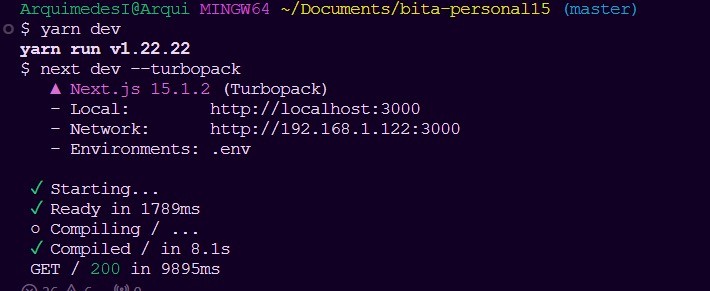 ArquimedesI@Arqui MINGW64 ~/Documents/bita-personal15 (master)
$ yarn dev
yarn run v1.22.22
$ next dev --turbopack
▲ Next.js 15.1.2 (Turbopack)
- Local: http://localhost:3000
- Network: http://192.168.1.122:3000
- Environments: .env
✓ Starting...
✓ Ready in 1789ms
○ Compiling / ...
✓ Compiled / in 8.1s
GET / 200 in 9895ms